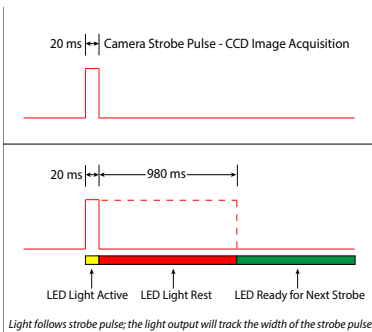 20 ms Camera Strobe Pulse - CCD Image Acquisition
20 ms 980 ms
LED Light Active LED Light Rest LED Ready for Next Strobe
Light follows strobe pulse; the light output will track the width of the strobe pulse